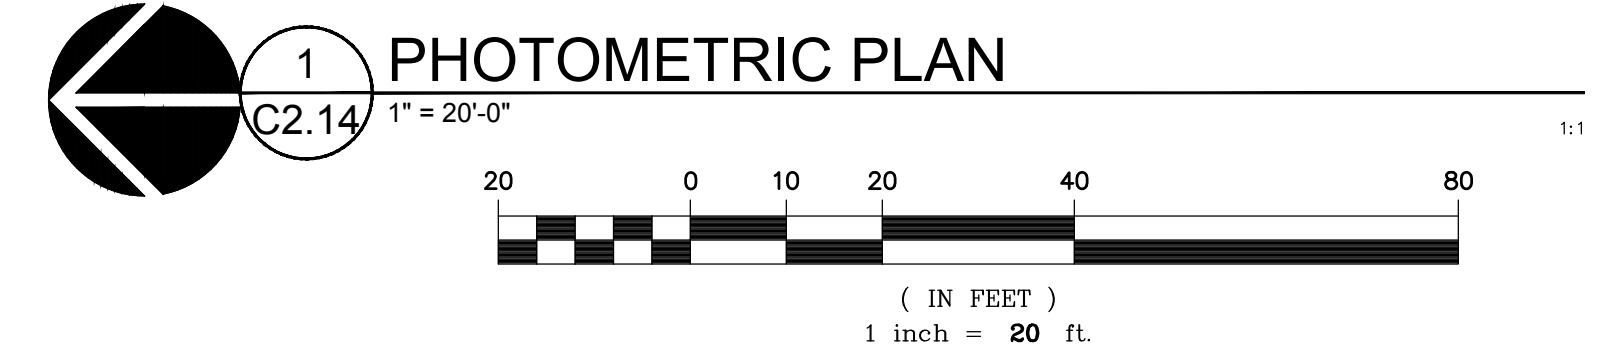 1 PHOTOMETRIC PLAN
C2.14 1" = 20'-0"
1:1
20 0 10 20 40 80
( IN FEET )
1 inch = 20 ft.